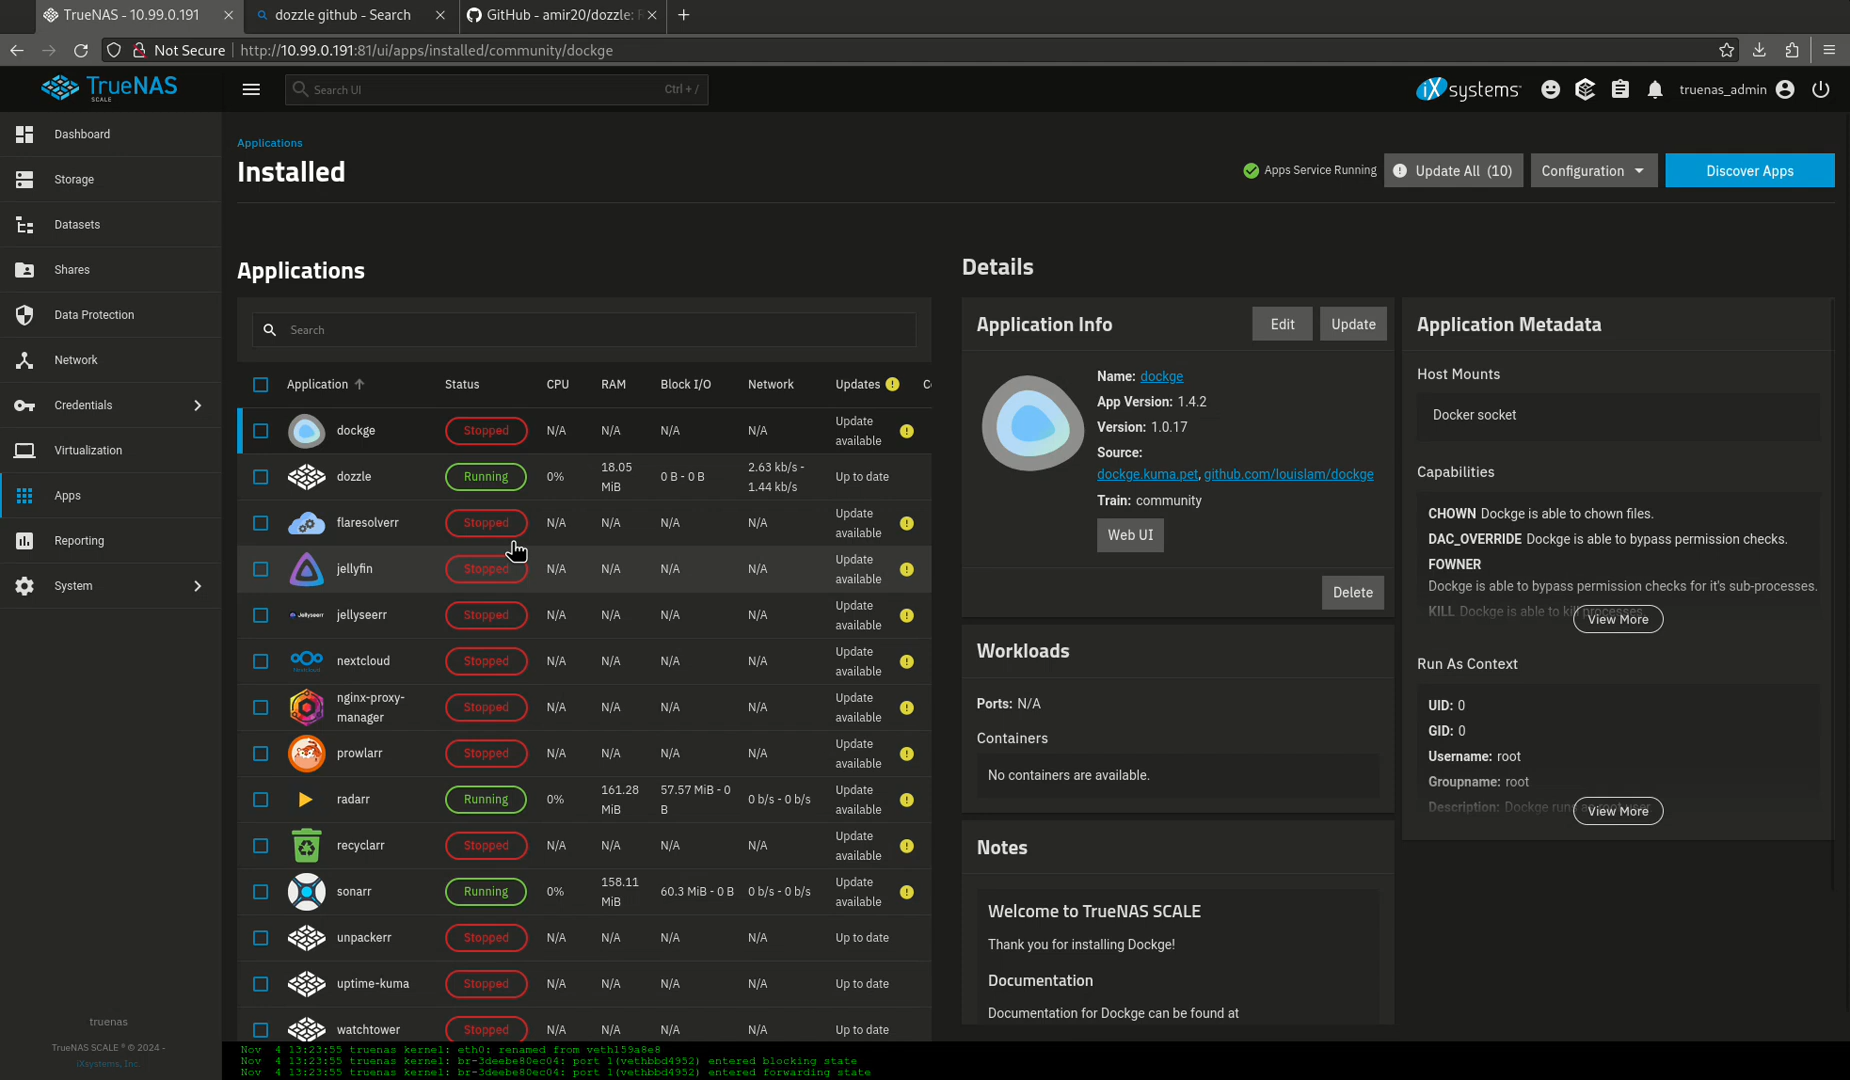 TrueNAS - 10.99.0.191
dozzle github - Search
GitHub - amir20/dozzle: R
Not Secure
http://10.99.0.191:81/ui/apps/installed/community/dockge
TrueNAS
SCALE
Search UI
Ctrl + /
iXsystems
truenas_admin
Dashboard
Storage
Datasets
Shares
Data Protection
Network
Credentials
Virtualization
Apps
Reporting
System
truenas
TrueNAS SCALE ® © 2024 -
iXsystems, Inc.
Applications
Installed
Apps Service Running
Update All (10)
Configuration
Discover Apps
Applications
Search
Application Status CPU RAM Block I/O Network Updates
dockge Stopped N/A N/A N/A N/A Update available
dozzle Running 0% 18.05 MiB 0 B - 0 B 2.63 kb/s - 1.44 kb/s Up to date
flaresolverr Stopped N/A N/A N/A N/A Update available
jellyfin Stopped N/A N/A N/A N/A Update available
jellyseerr Stopped N/A N/A N/A N/A Update available
nextcloud Stopped N/A N/A N/A N/A Update available
nginx-proxy-manager Stopped N/A N/A N/A N/A Update available
prowlarr Stopped N/A N/A N/A N/A Update available
radarr Running 0% 161.28 MiB 57.57 MiB - 0 B 0 b/s - 0 b/s Update available
recyclarr Stopped N/A N/A N/A N/A Update available
sonarr Running 0% 158.11 MiB 60.3 MiB - 0 B 0 b/s - 0 b/s Update available
unpackerr Stopped N/A N/A N/A N/A Up to date
uptime-kuma Stopped N/A N/A N/A N/A Up to date
watchtower Stopped N/A N/A N/A N/A Up to date
Details
Application Info
Edit
Update
Name: dockge
App Version: 1.4.2
Version: 1.0.17
Source:
dockge.kuma.pet, github.com/louislam/dockge
Train: community
Web UI
Delete
Workloads
Ports: N/A
Containers
No containers are available.
Notes
Welcome to TrueNAS SCALE
Thank you for installing Dockge!
Documentation
Documentation for Dockge can be found at
Application Metadata
Host Mounts
Docker socket
Capabilities
CHOWN Dockge is able to chown files.
DAC_OVERRIDE Dockge is able to bypass permission checks.
FOWNER
Dockge is able to bypass permission checks for it's sub-processes.
KILL Dockge is able to kill processes.
View More
Run As Context
UID: 0
GID: 0
Username: root
Groupname: root
Description: Dockge runs as root user.
View More
Nov 4 13:23:55 truenas kernel: eth0: renamed from veth159a8e8
Nov 4 13:23:55 truenas kernel: br-3deebe80ec04: port 1(vethbbd4952) entered blocking state
Nov 4 13:23:55 truenas kernel: br-3deebe80ec04: port 1(vethbbd4952) entered forwarding state